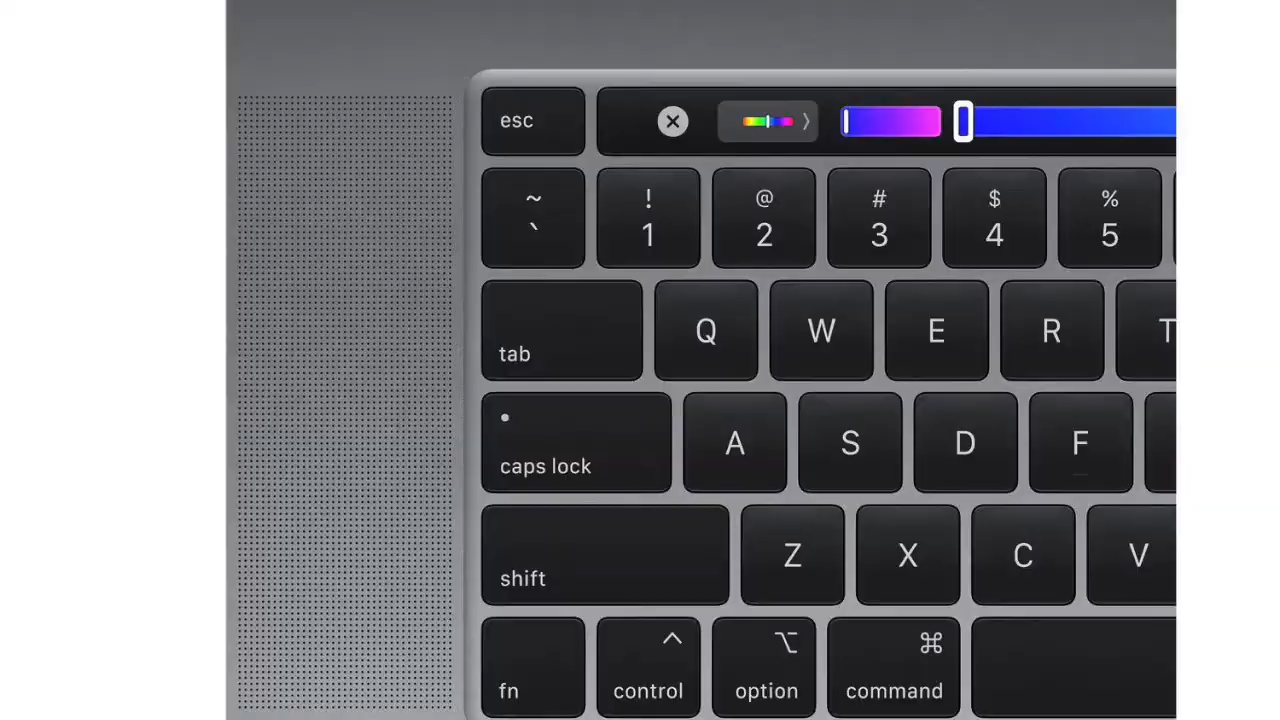 esc
~ ! @ # $ %
` 1 2 3 4 5
Q W E R T
tab
A S D F
caps lock
Z X C V
shift
^ ⌥ ⌘
fn control option command